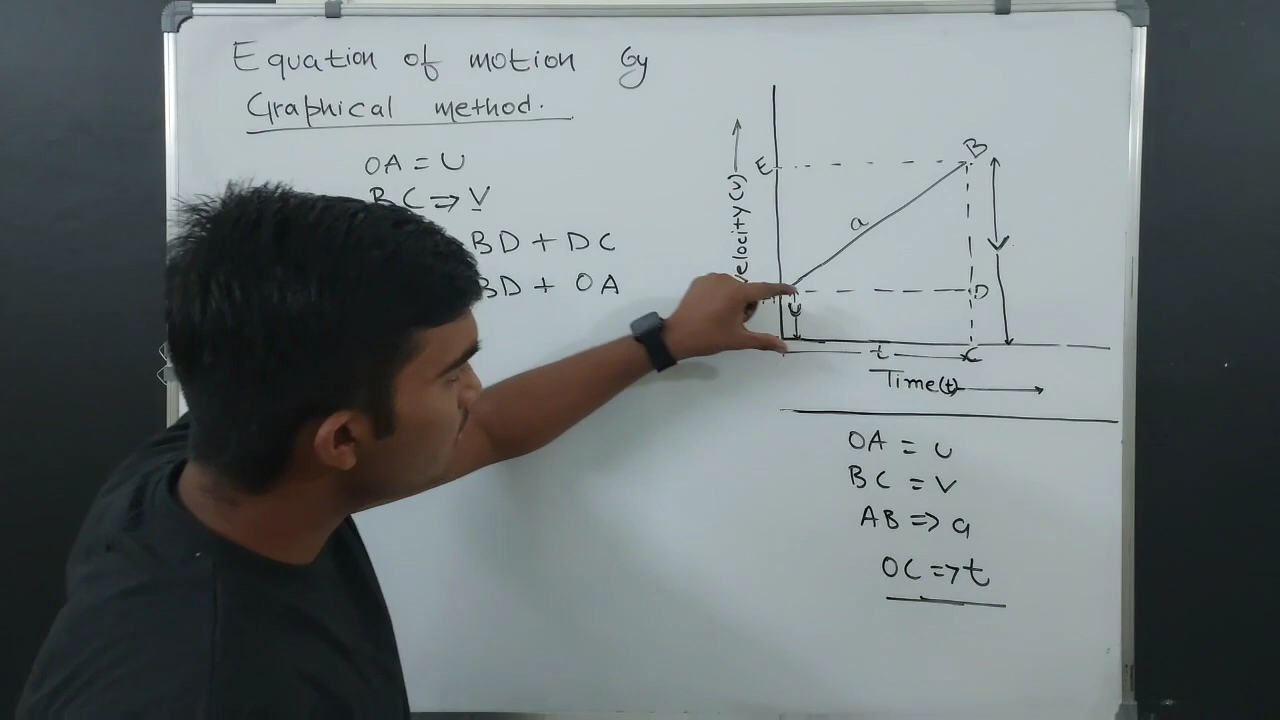 Equation of motion by
Graphical method.
OA = U
BC => V
BD + DC
BD + OA
B
E
a
Velocity (v)
D
U
t
C
Time(t)
OA = U
BC = V
AB => a
OC => t